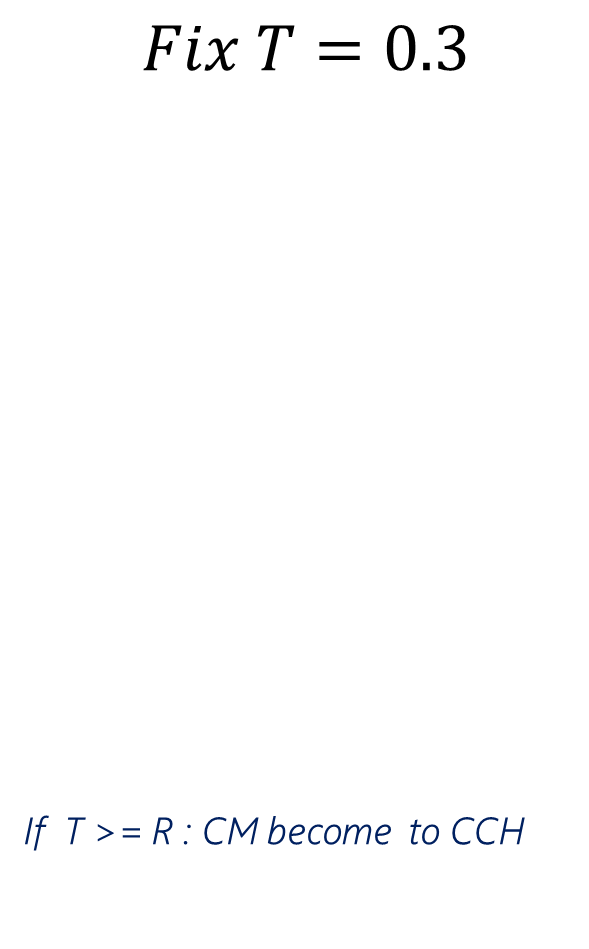 Fix T = 0.3
If T >= R : CM become to CCH